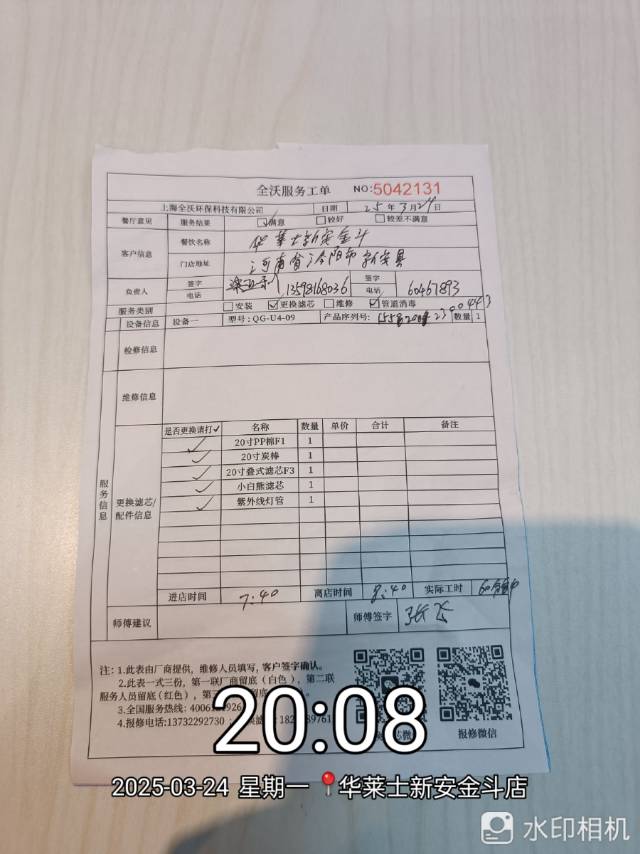 全沃服务工单 NO:5042131
上海全沃环保科技有限公司 日期 25年3月24日
餐厅意见 服务结果 ☑满意 □较好 □较差不满意
客户信息 餐饮名称 华莱士新安金斗
门店地址 河南省洛阳市新安县
负责人 签字 签字
电话 13598168036 电话 60457893
服务类别 □安装 ☑更换滤芯 □维修 ☑管道消毒
设备信息 设备一 型号:QG-U4-09 产品序列号: 数量 1
检修信息
维修信息
服务信息
更换滤芯/配件信息
是否更换请打✓ 名称 数量 单价 合计 备注
✓ 20寸PP棉F1 1
✓ 20寸炭棒 1
✓ 20寸叠式滤芯F3 1
✓ 小白熊滤芯 1
✓ 紫外线灯管 1
进店时间 7:40 离店时间 8:40 实际工时 60分钟
师傅建议 师傅签字 张飞
注:1.此表由厂商提供,维修人员填写,客户签字确认。
2.此表一式三份,第一联厂商留底(白色),第二联
服务人员留底(红色),第三
3.全国服务热线:4006
4.报修电话:13732292730
报修微信
20:08
2025-03-24 星期一 华莱士新安金斗店
水印相机